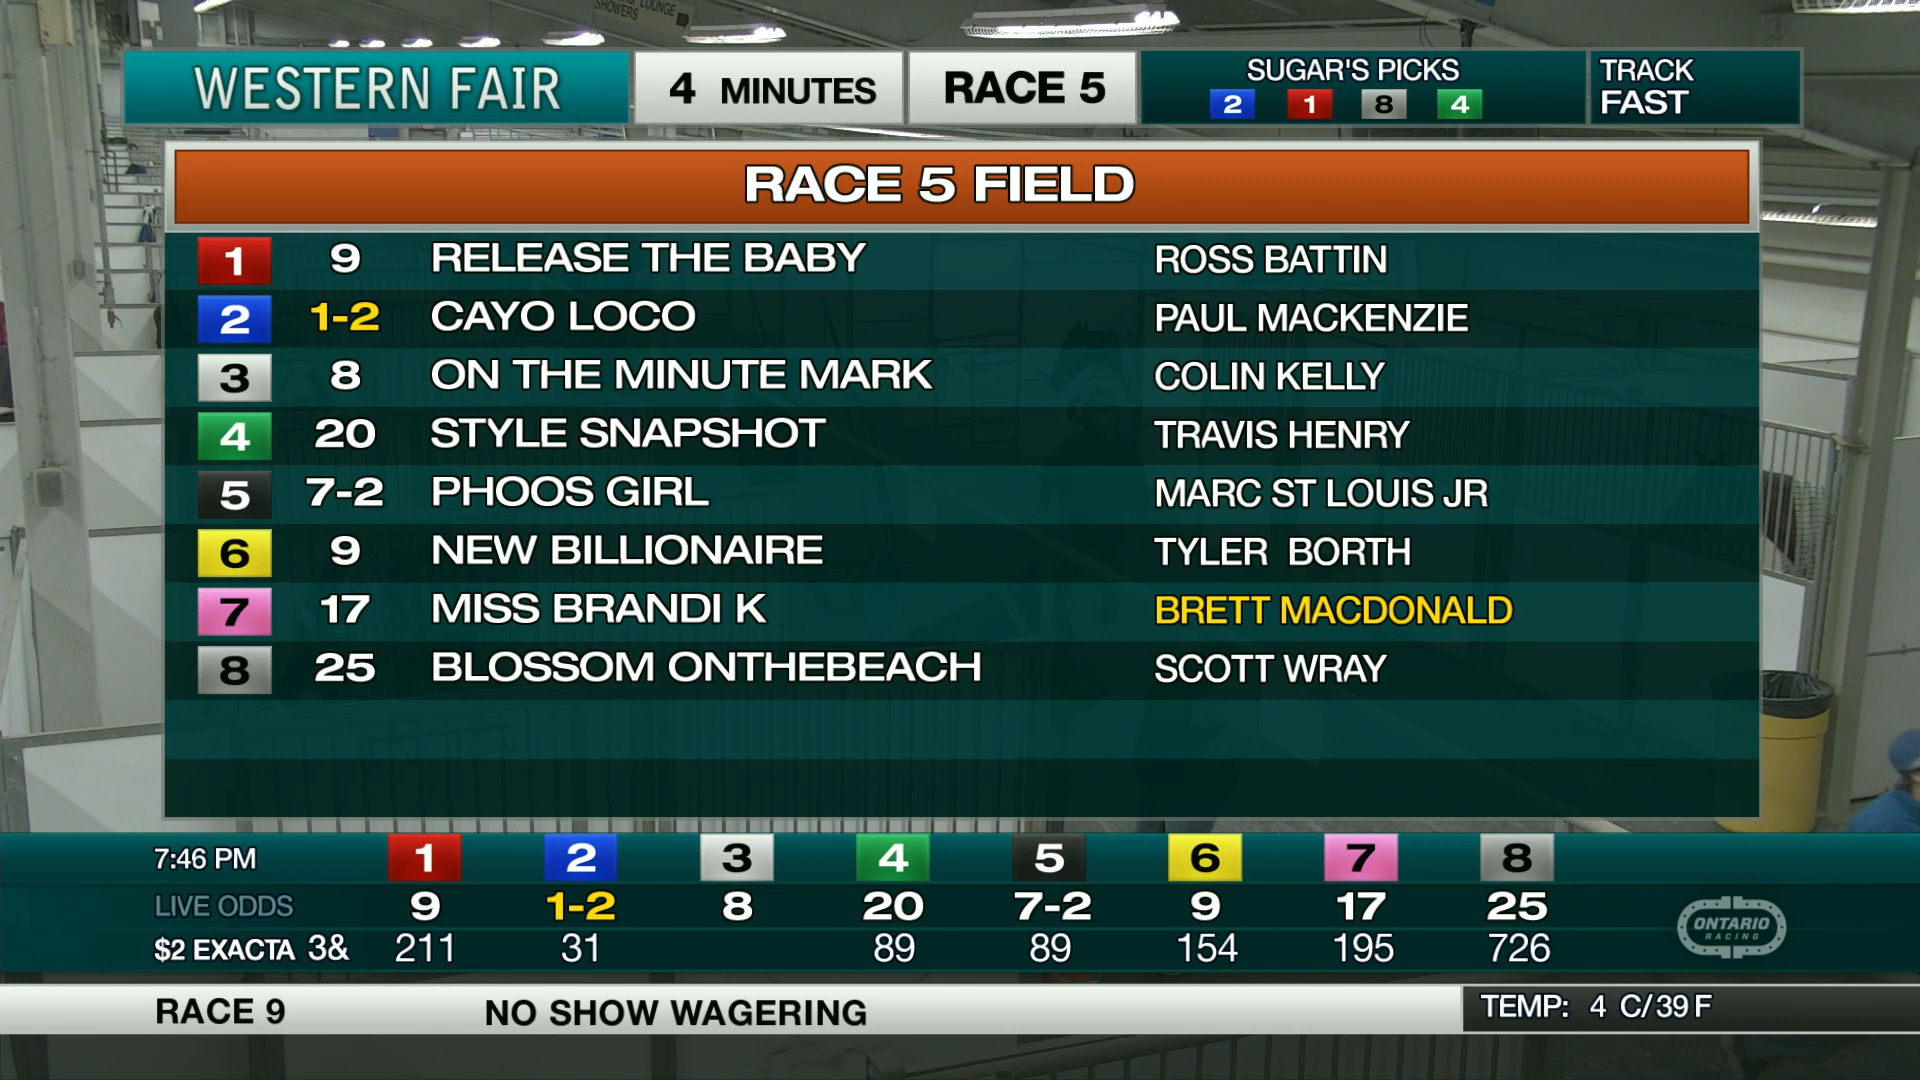 LOUNGE
SHOWERS
WESTERN FAIR
4 MINUTES
RACE 5
SUGAR'S PICKS
2 1 8 4
TRACK
FAST
RACE 5 FIELD
1 9 RELEASE THE BABY ROSS BATTIN
2 1-2 CAYO LOCO PAUL MACKENZIE
3 8 ON THE MINUTE MARK COLIN KELLY
4 20 STYLE SNAPSHOT TRAVIS HENRY
5 7-2 PHOOS GIRL MARC ST LOUIS JR
6 9 NEW BILLIONAIRE TYLER BORTH
7 17 MISS BRANDI K BRETT MACDONALD
8 25 BLOSSOM ONTHEBEACH SCOTT WRAY
7:46 PM 1 2 3 4 5 6 7 8
LIVE ODDS 9 1-2 8 20 7-2 9 17 25
$2 EXACTA 3& 211 31 89 89 154 195 726
ONTARIO
RACING
RACE 9 NO SHOW WAGERING
TEMP: 4 C/39 F